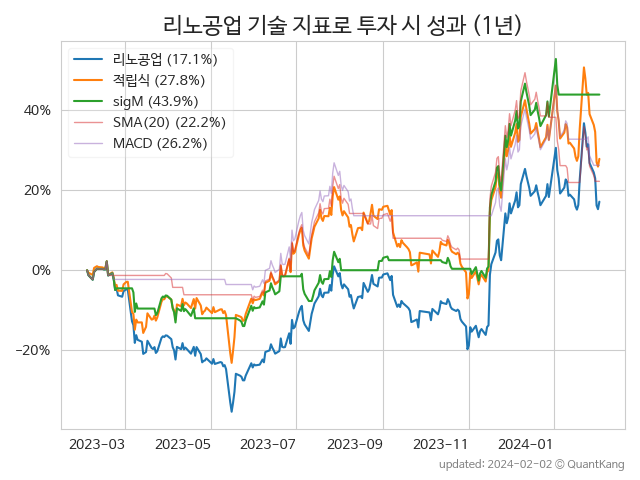 리노공업 기술 지표로 투자 시 성과 (1년)
리노공업 (17.1%)
적립식 (27.8%)
sigM (43.9%)
SMA(20) (22.2%)
MACD (26.2%)
40%
20%
0%
−20%
2023−03 2023−05 2023−07 2023−09 2023−11 2024−01
updated: 2024-02-02 © QuantKang